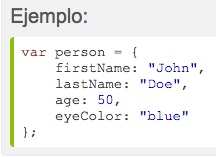 Ejemplo:
var person = {
    firstName: "John",
    lastName: "Doe",
    age: 50,
    eyeColor: "blue"
};